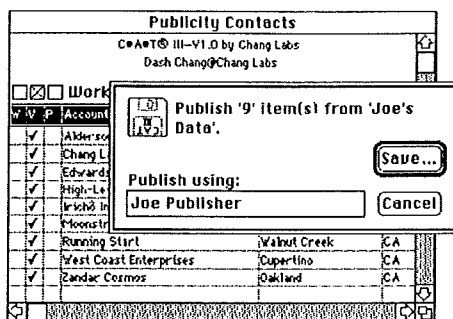 Publicity Contacts
C•A•T® III-V1.0 by Chang Labs
Dash Chang@Chang Labs
Work
W V P Account
Publish '9' item(s) from 'Joe's
Data'.
Save...
Publish using:
Joe Publisher
Cancel
Alderso
Chang L
Edwards
High-Le
Moonstr
Running Start Walnut Creek CA
West Coast Enterprises Cupertino CA
Zandar Cosmos Oakland CA